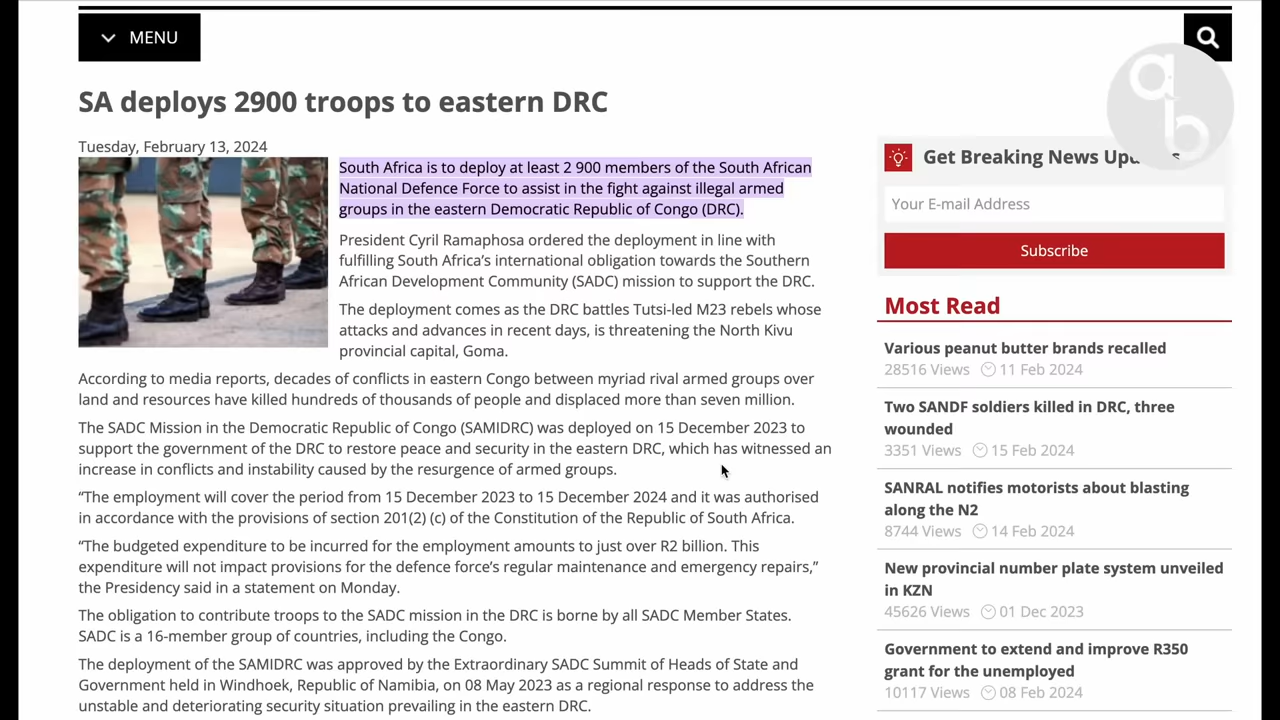 MENU
SA deploys 2900 troops to eastern DRC
Tuesday, February 13, 2024
South Africa is to deploy at least 2 900 members of the South African
National Defence Force to assist in the fight against illegal armed
groups in the eastern Democratic Republic of Congo (DRC).
President Cyril Ramaphosa ordered the deployment in line with
fulfilling South Africa’s international obligation towards the Southern
African Development Community (SADC) mission to support the DRC.
The deployment comes as the DRC battles Tutsi-led M23 rebels whose
attacks and advances in recent days, is threatening the North Kivu
provincial capital, Goma.
According to media reports, decades of conflicts in eastern Congo between myriad rival armed groups over
land and resources have killed hundreds of thousands of people and displaced more than seven million.
The SADC Mission in the Democratic Republic of Congo (SAMIDRC) was deployed on 15 December 2023 to
support the government of the DRC to restore peace and security in the eastern DRC, which has witnessed an
increase in conflicts and instability caused by the resurgence of armed groups.
“The employment will cover the period from 15 December 2023 to 15 December 2024 and it was authorised
in accordance with the provisions of section 201(2) (c) of the Constitution of the Republic of South Africa.
“The budgeted expenditure to be incurred for the employment amounts to just over R2 billion. This
expenditure will not impact provisions for the defence force’s regular maintenance and emergency repairs,”
the Presidency said in a statement on Monday.
The obligation to contribute troops to the SADC mission in the DRC is borne by all SADC Member States.
SADC is a 16-member group of countries, including the Congo.
The deployment of the SAMIDRC was approved by the Extraordinary SADC Summit of Heads of State and
Government held in Windhoek, Republic of Namibia, on 08 May 2023 as a regional response to address the
unstable and deteriorating security situation prevailing in the eastern DRC.
ab
Get Breaking News
Your E-mail Address
Subscribe
Most Read
Various peanut butter brands recalled
28516 Views 11 Feb 2024
Two SANDF soldiers killed in DRC, three
wounded
3351 Views 15 Feb 2024
SANRAL notifies motorists about blasting
along the N2
8744 Views 14 Feb 2024
New provincial number plate system unveiled
in KZN
45626 Views 01 Dec 2023
Government to extend and improve R350
grant for the unemployed
10117 Views 08 Feb 2024